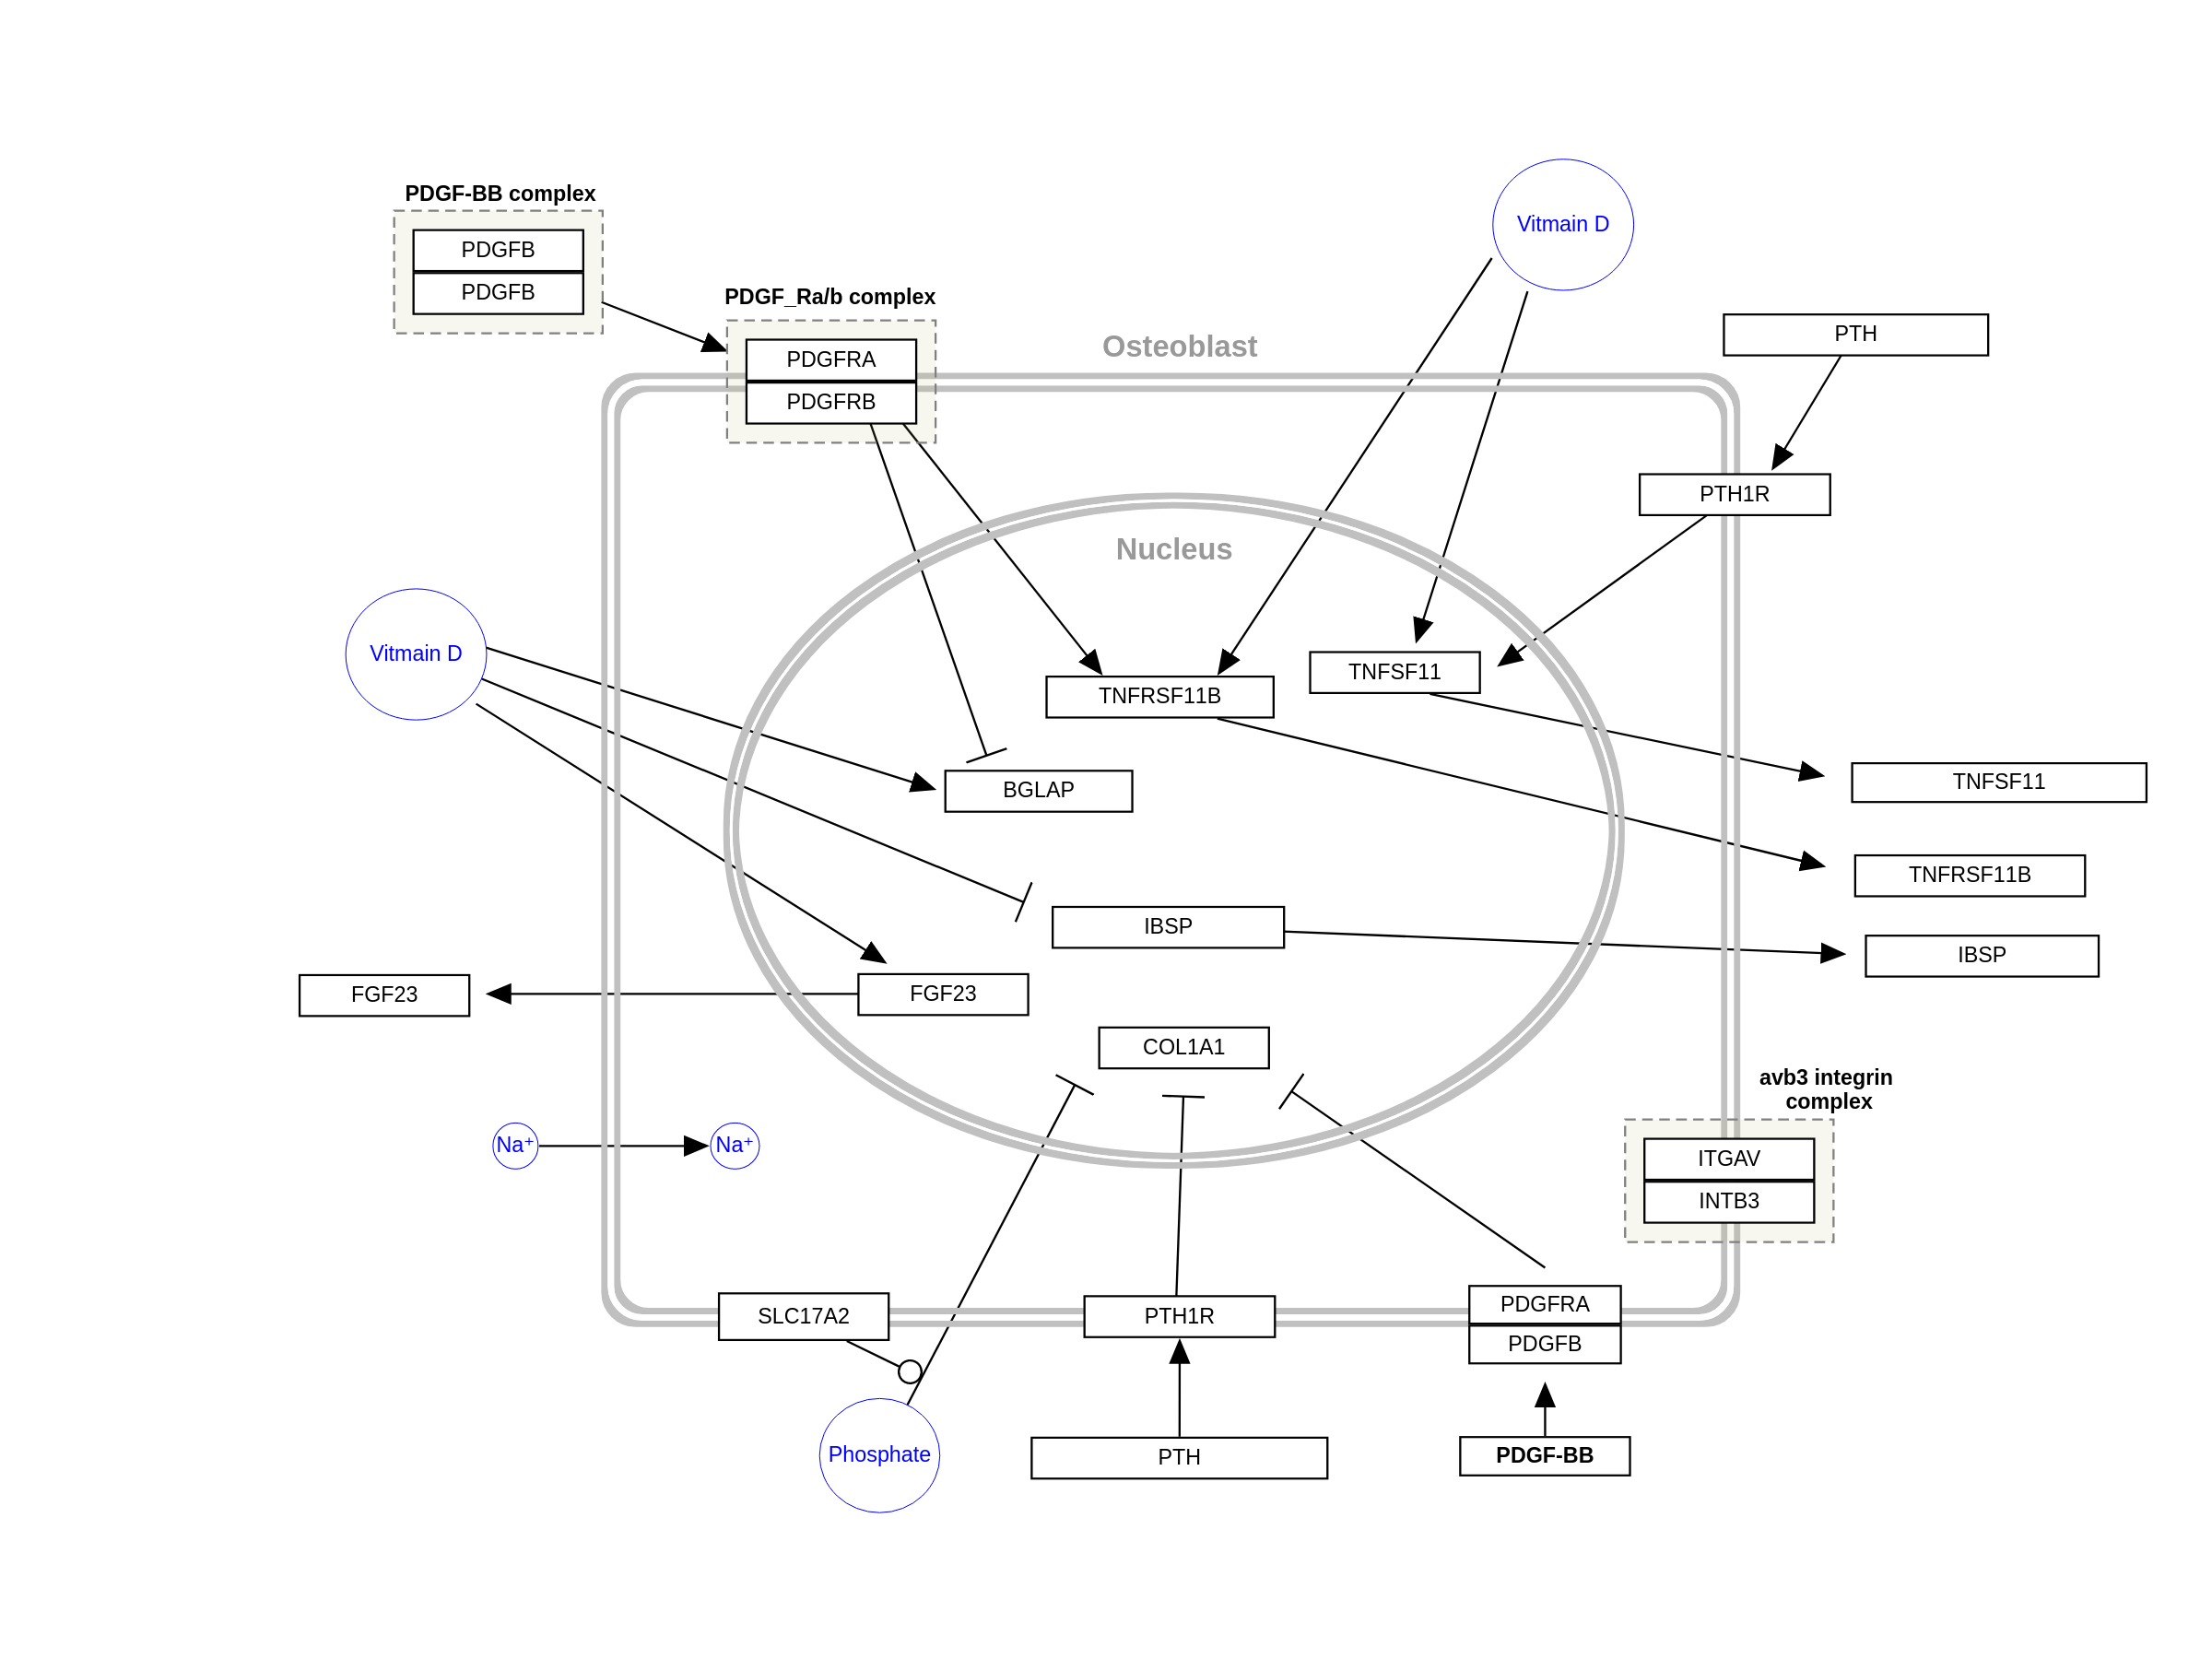 PDGF-BB complex
PDGFB
PDGFB
Vitmain D
PDGF_Ra/b complex
PDGFRA
PDGFRB
Osteoblast
PTH
PTH1R
Nucleus
Vitmain D
TNFRSF11B
TNFSF11
BGLAP
TNFSF11
TNFRSF11B
IBSP
IBSP
FGF23
FGF23
COL1A1
avb3 integrin
complex
Na⁺
Na⁺
ITGAV
INTB3
SLC17A2
PTH1R
PDGFRA
PDGFB
Phosphate
PTH
PDGF-BB